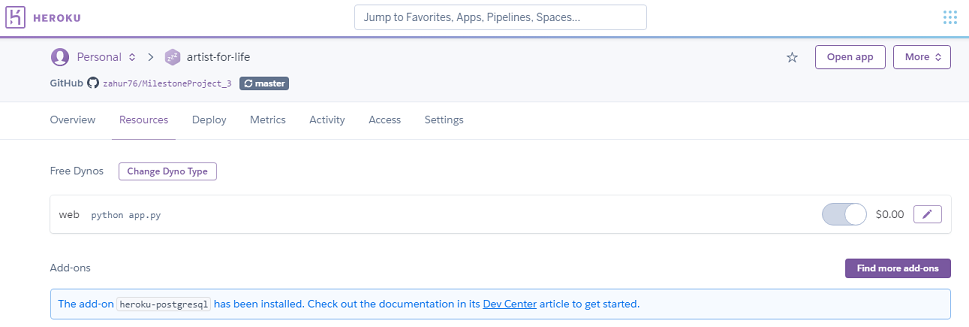 HEROKU
Jump to Favorites, Apps, Pipelines, Spaces...
Personal artist-for-life
Open app
More
GitHub zahur76/MilestoneProject_3 master
Overview Resources Deploy Metrics Activity Access Settings
Free Dynos Change Dyno Type
web python app.py $0.00
Add-ons Find more add-ons
The add-on heroku-postgresql has been installed. Check out the documentation in its Dev Center article to get started.